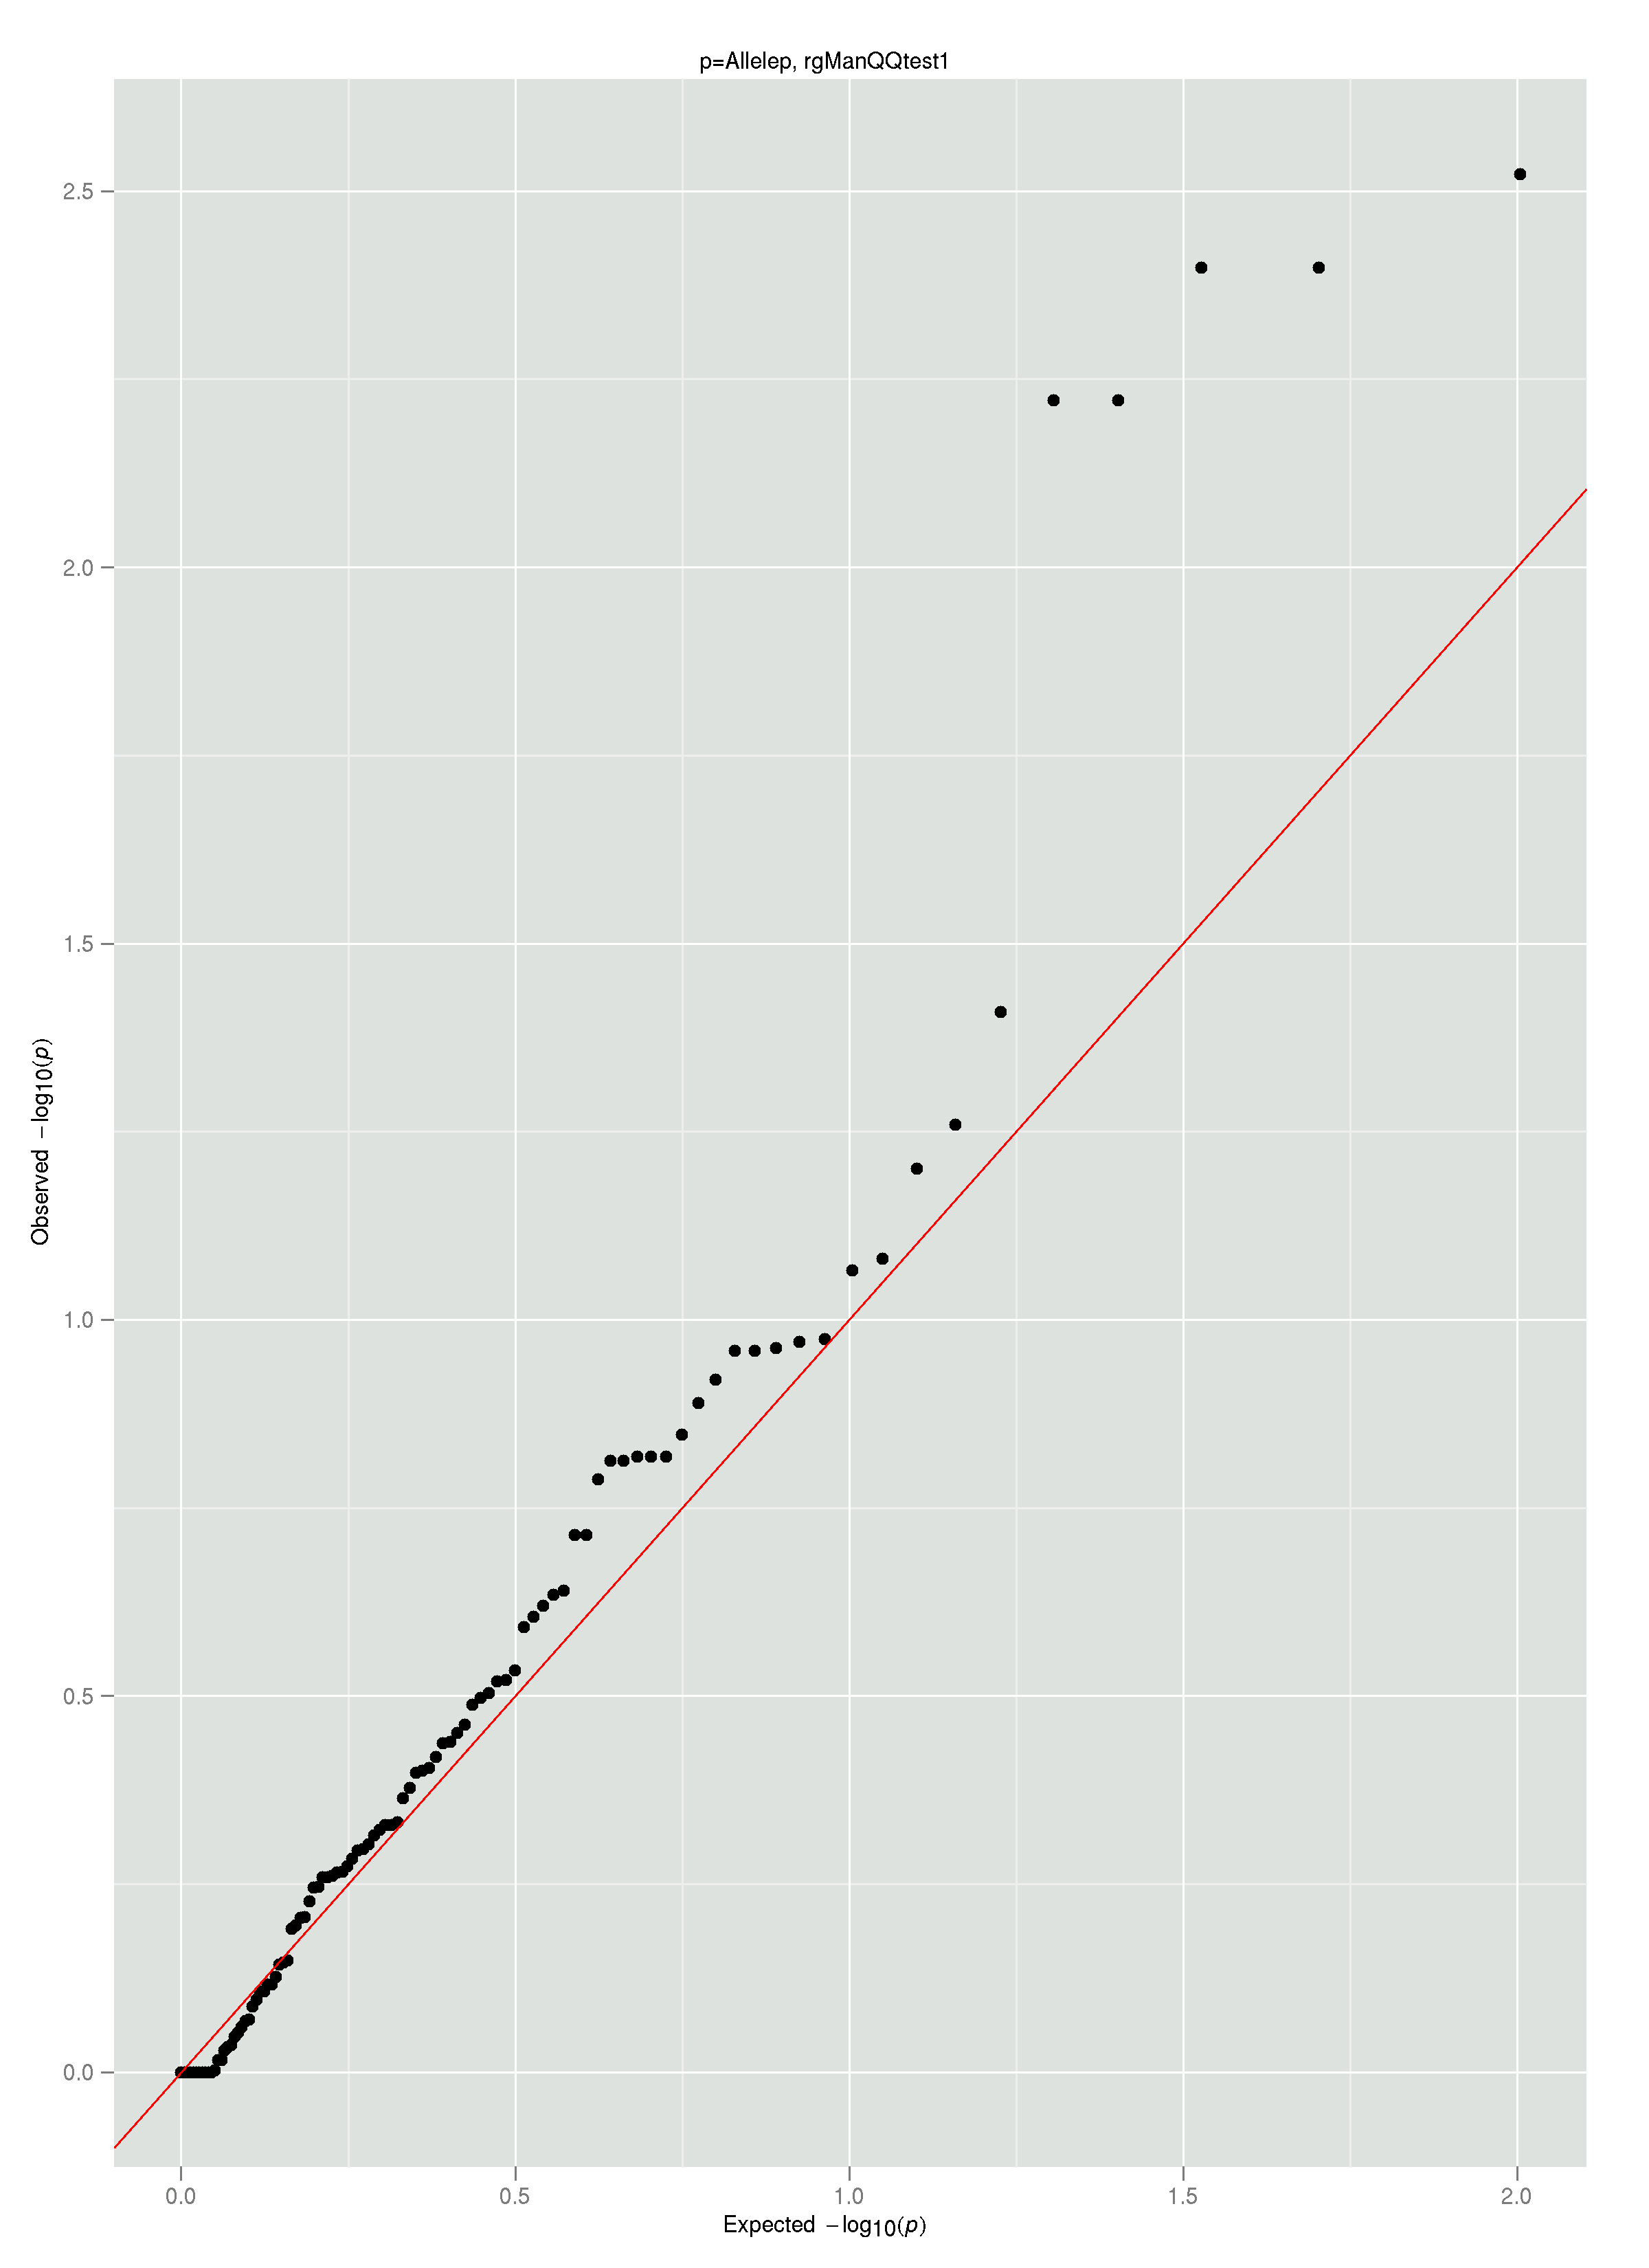 p=Allelep, rgManQQtest1
2.5
2.0
1.5
1.0
0.5
0.0
Observed −log10(p)
0.0 0.5 1.0 1.5 2.0
Expected −log10(p)